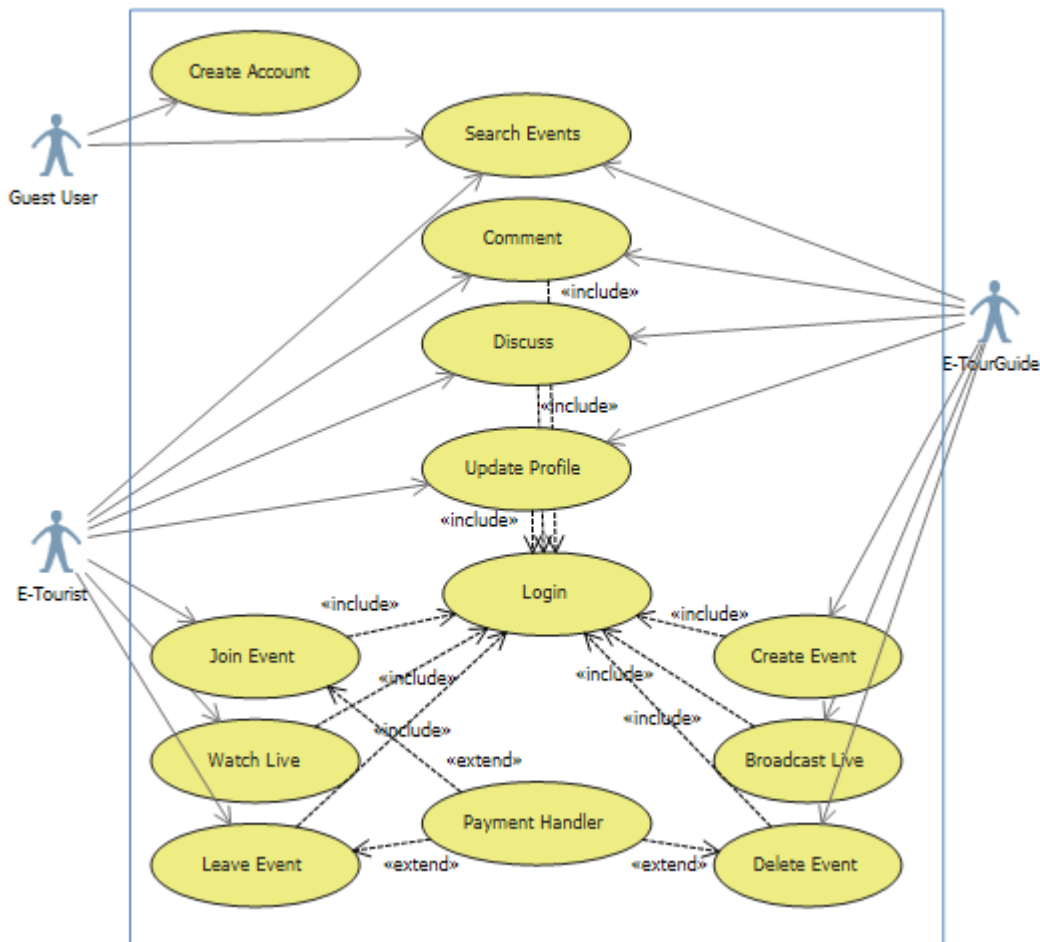 Create Account
Search Events
Guest User
Comment
«include»
Discuss
E-TourGuide
«include»
Update Profile
«include»
Login
E-Tourist
«include»
«include»
Join Event
Create Event
«include»
«include»
«include»
«include»
Watch Live
Broadcast Live
«extend»
Payment Handler
Leave Event
«extend»
«extend»
Delete Event